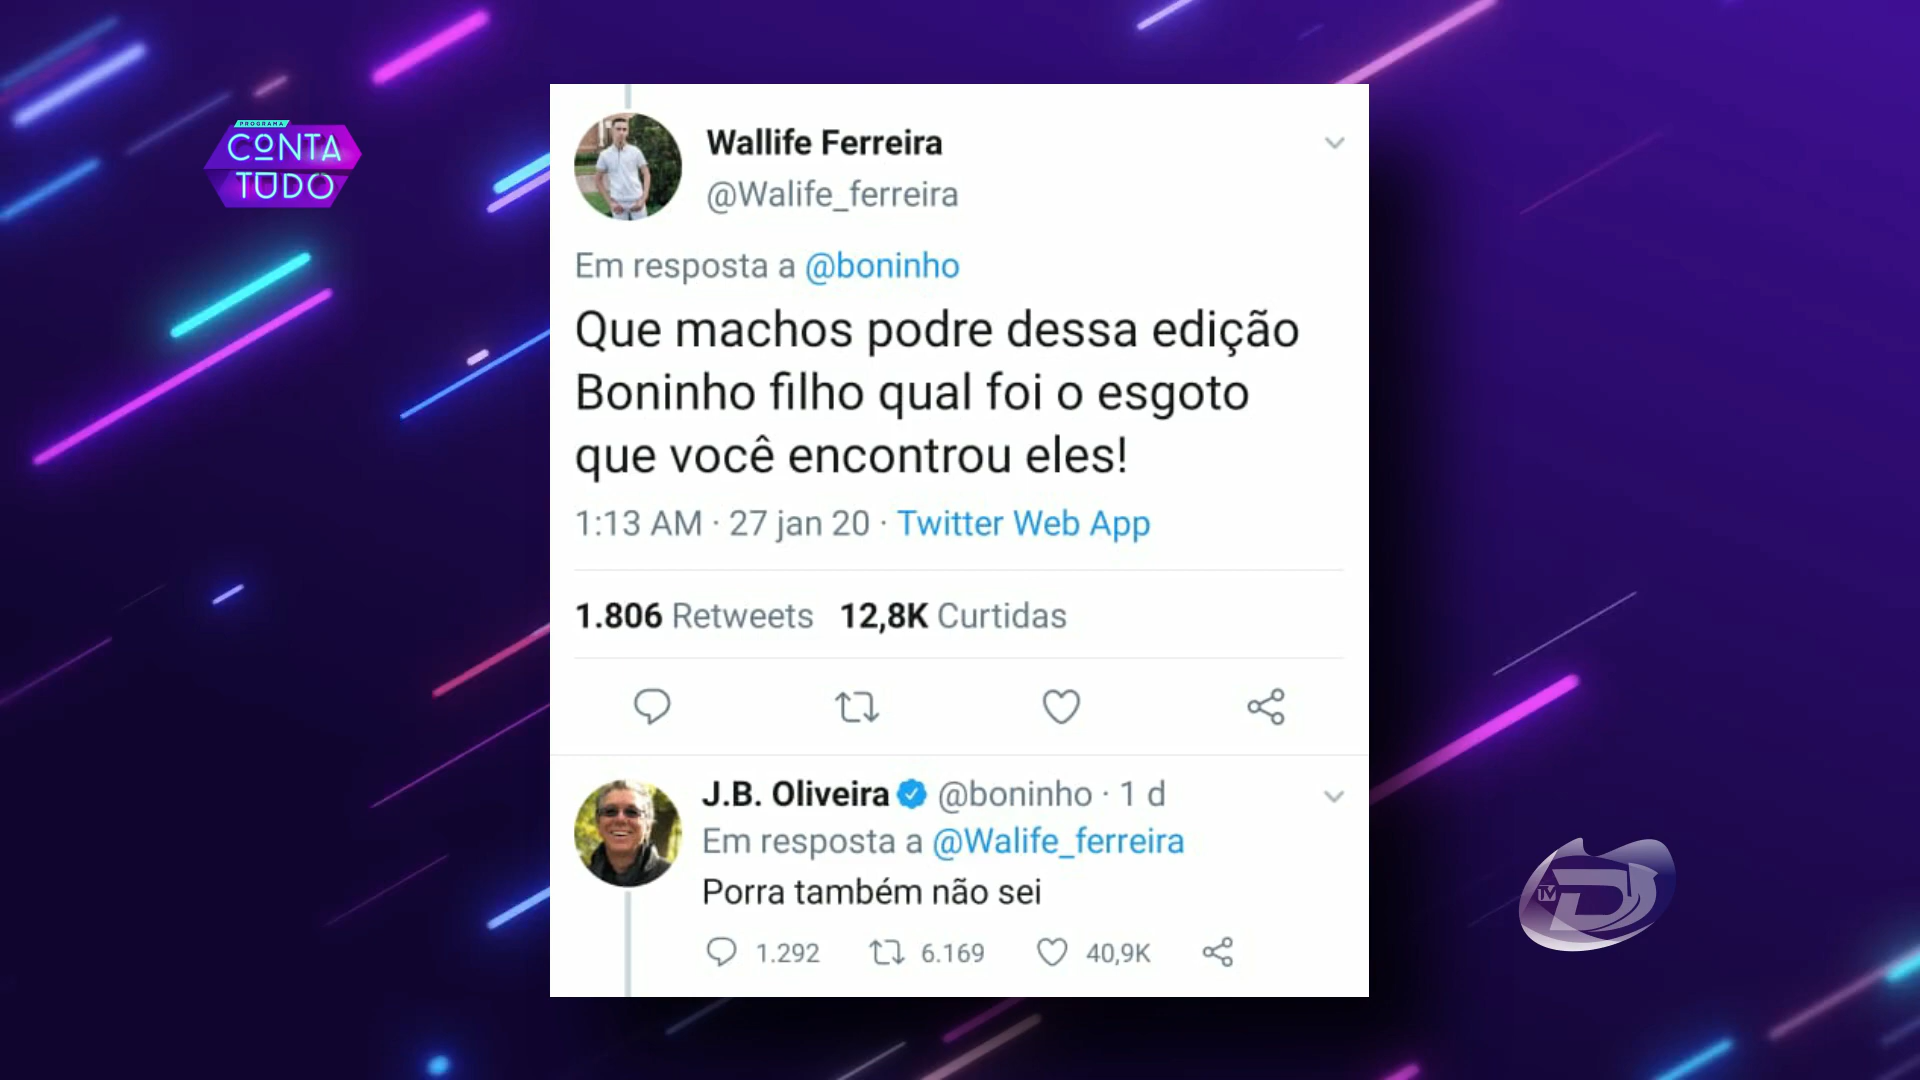 PROGRAMA
CONTA
TUDO
Wallife Ferreira
@Walife_ferreira
Em resposta a @boninho
Que machos podre dessa edição
Boninho filho qual foi o esgoto
que você encontrou eles!
1:13 AM · 27 jan 20 · Twitter Web App
1.806 Retweets 12,8K Curtidas
J.B. Oliveira @boninho · 1 d
Em resposta a @Walife_ferreira
Porra também não sei
1.292 6.169 40,9K
TV D